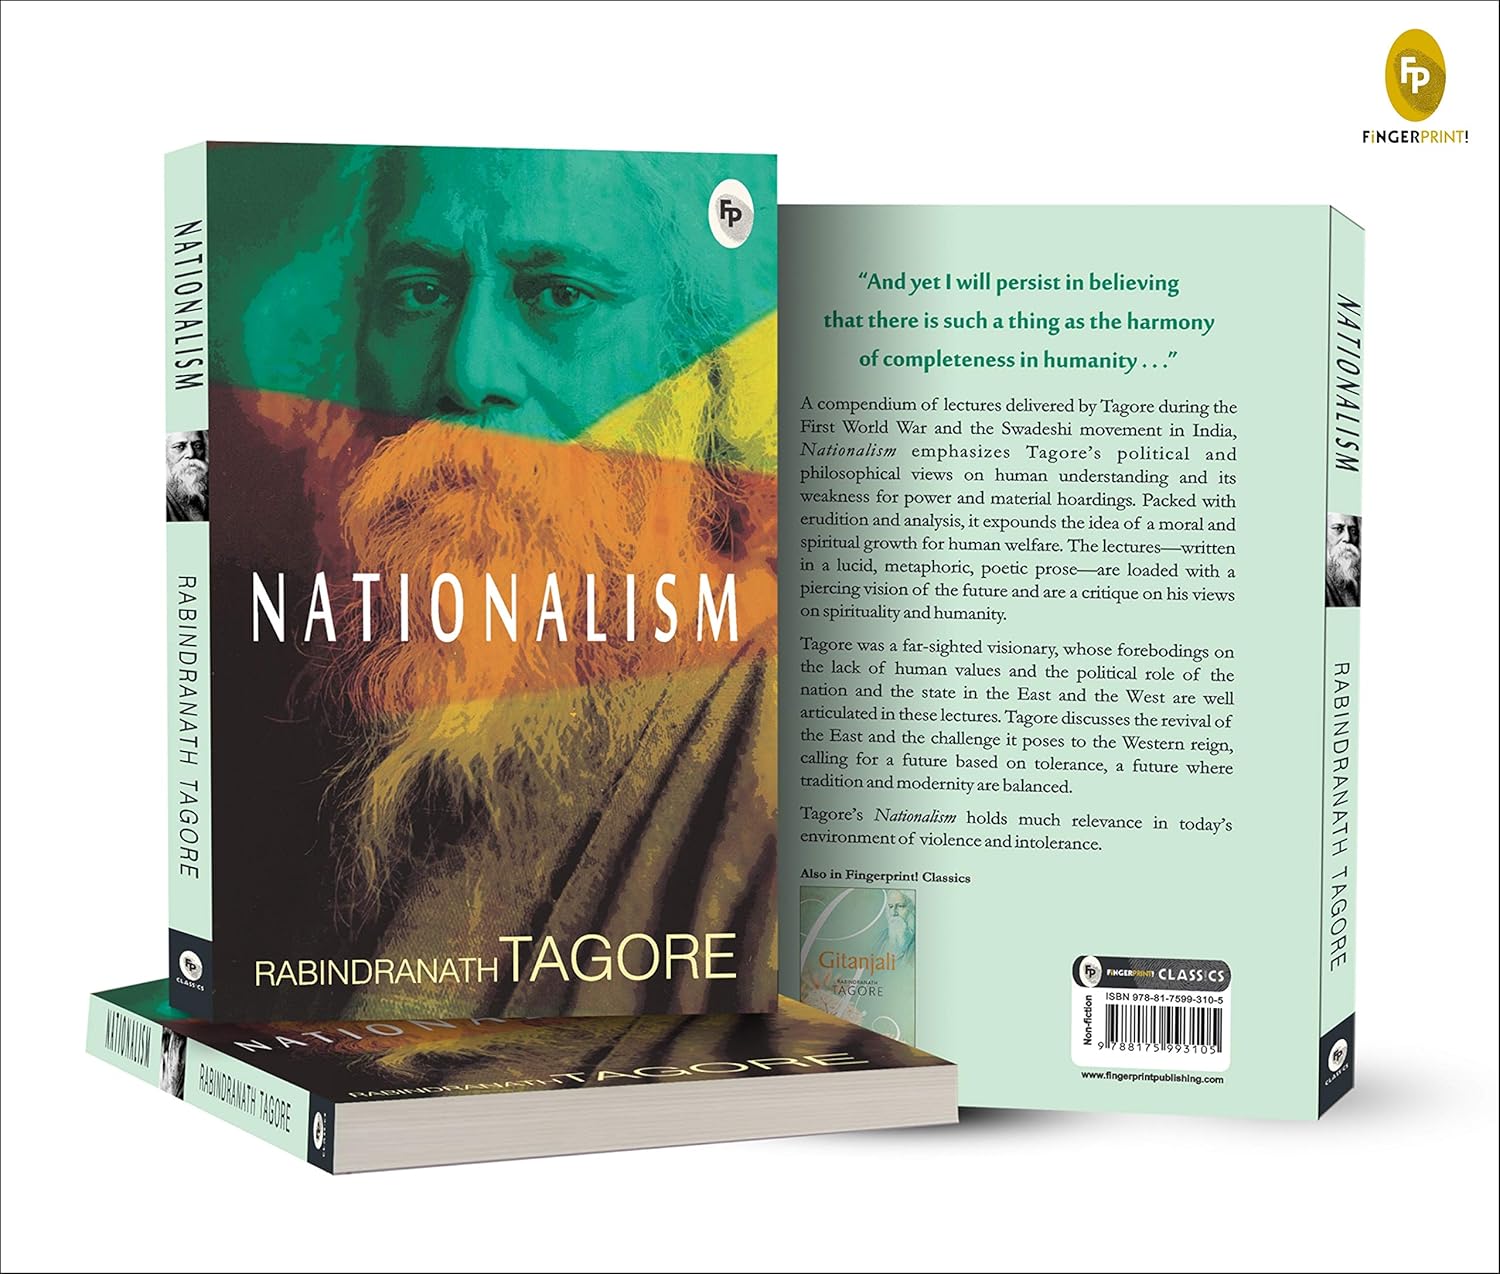 FP
FiNGERPRINT!
NATIONALISM
RABINDRANATH TAGORE
FP
CLASSiCS
FP
NATIONALISM
RABINDRANATH TAGORE
“And yet I will persist in believing
that there is such a thing as the harmony
of completeness in humanity . . .”
A compendium of lectures delivered by Tagore during the
First World War and the Swadeshi movement in India,
Nationalism emphasizes Tagore’s political and
philosophical views on human understanding and its
weakness for power and material hoardings. Packed with
erudition and analysis, it expounds the idea of a moral and
spiritual growth for human welfare. The lectures—written
in a lucid, metaphoric, poetic prose—are loaded with a
piercing vision of the future and are a critique on his views
on spirituality and humanity.
Tagore was a far-sighted visionary, whose forebodings on
the lack of human values and the political role of the
nation and the state in the East and the West are well
articulated in these lectures. Tagore discusses the revival of
the East and the challenge it poses to the Western reign,
calling for a future based on tolerance, a future where
tradition and modernity are balanced.
Tagore’s Nationalism holds much relevance in today’s
environment of violence and intolerance.
Also in Fingerprint! Classics
Gitanjali
RABINDRANATH
TAGORE
FP FiNGERPRINT! CLASSiCS
ISBN 978-81-7599-310-5
Non-fiction
9 788175 993105
www.fingerprintpublishing.com
NATIONALISM
RABINDRANATH TAGORE
FP
CLASSiCS
NATIONALISM
RABINDRANATH TAGORE
NATIONALISM
RABINDRANATH TAGORE
CLASSiCS